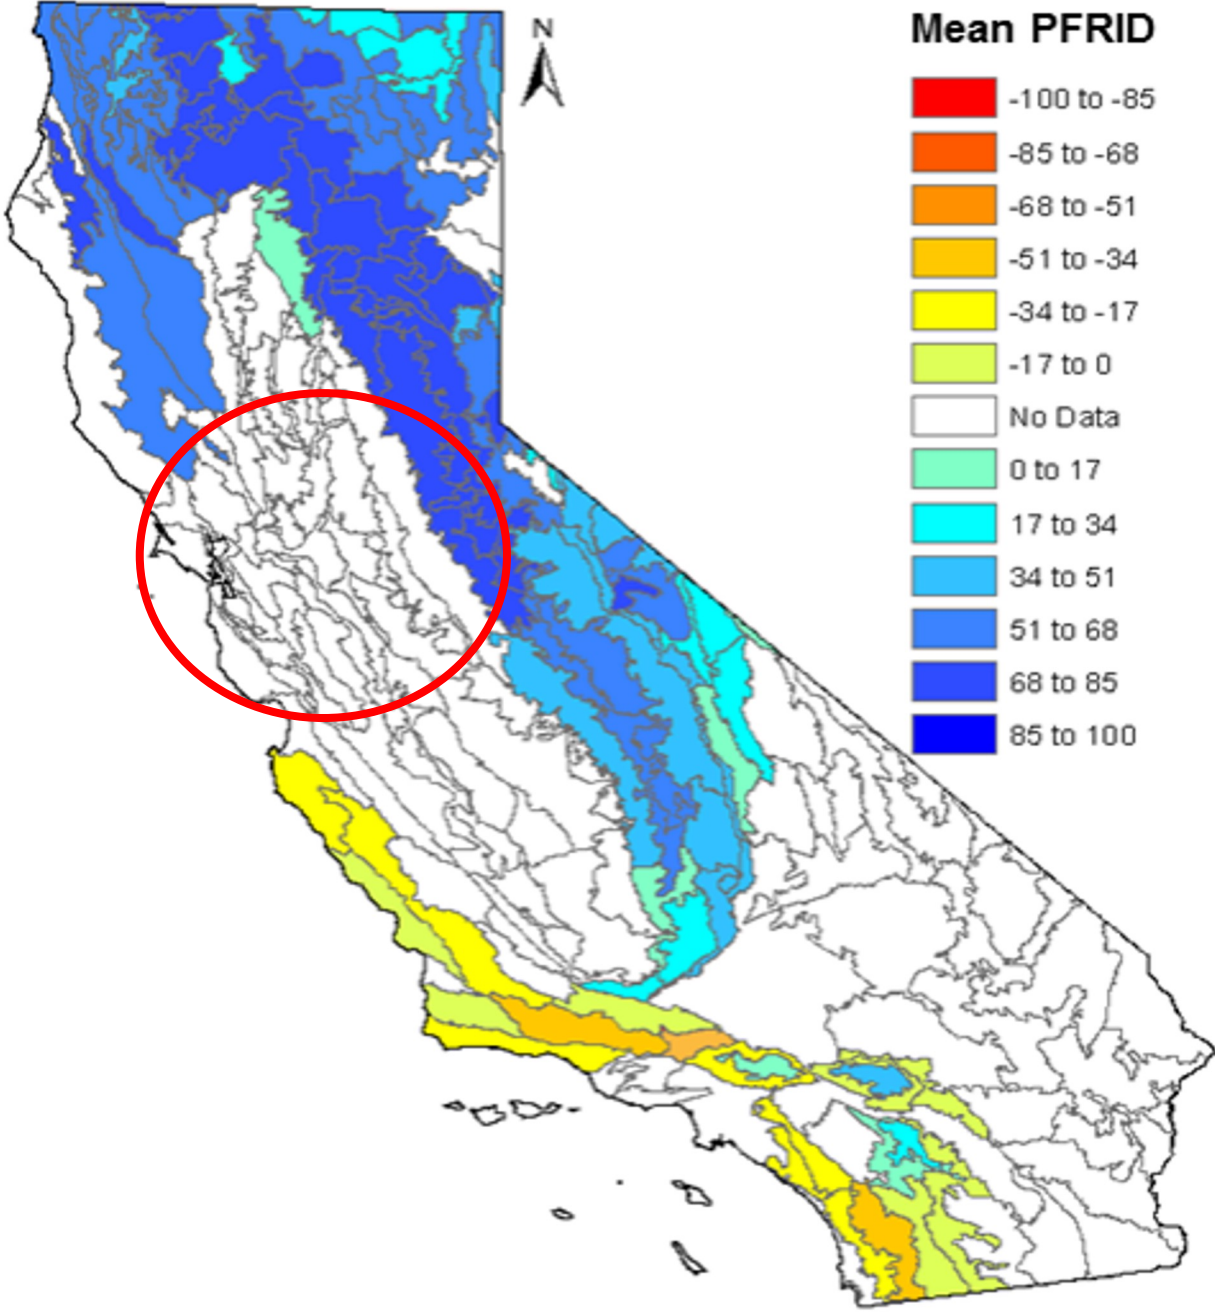 N
Mean PFRID
-100 to -85
-85 to -68
-68 to -51
-51 to -34
-34 to -17
-17 to 0
No Data
0 to 17
17 to 34
34 to 51
51 to 68
68 to 85
85 to 100